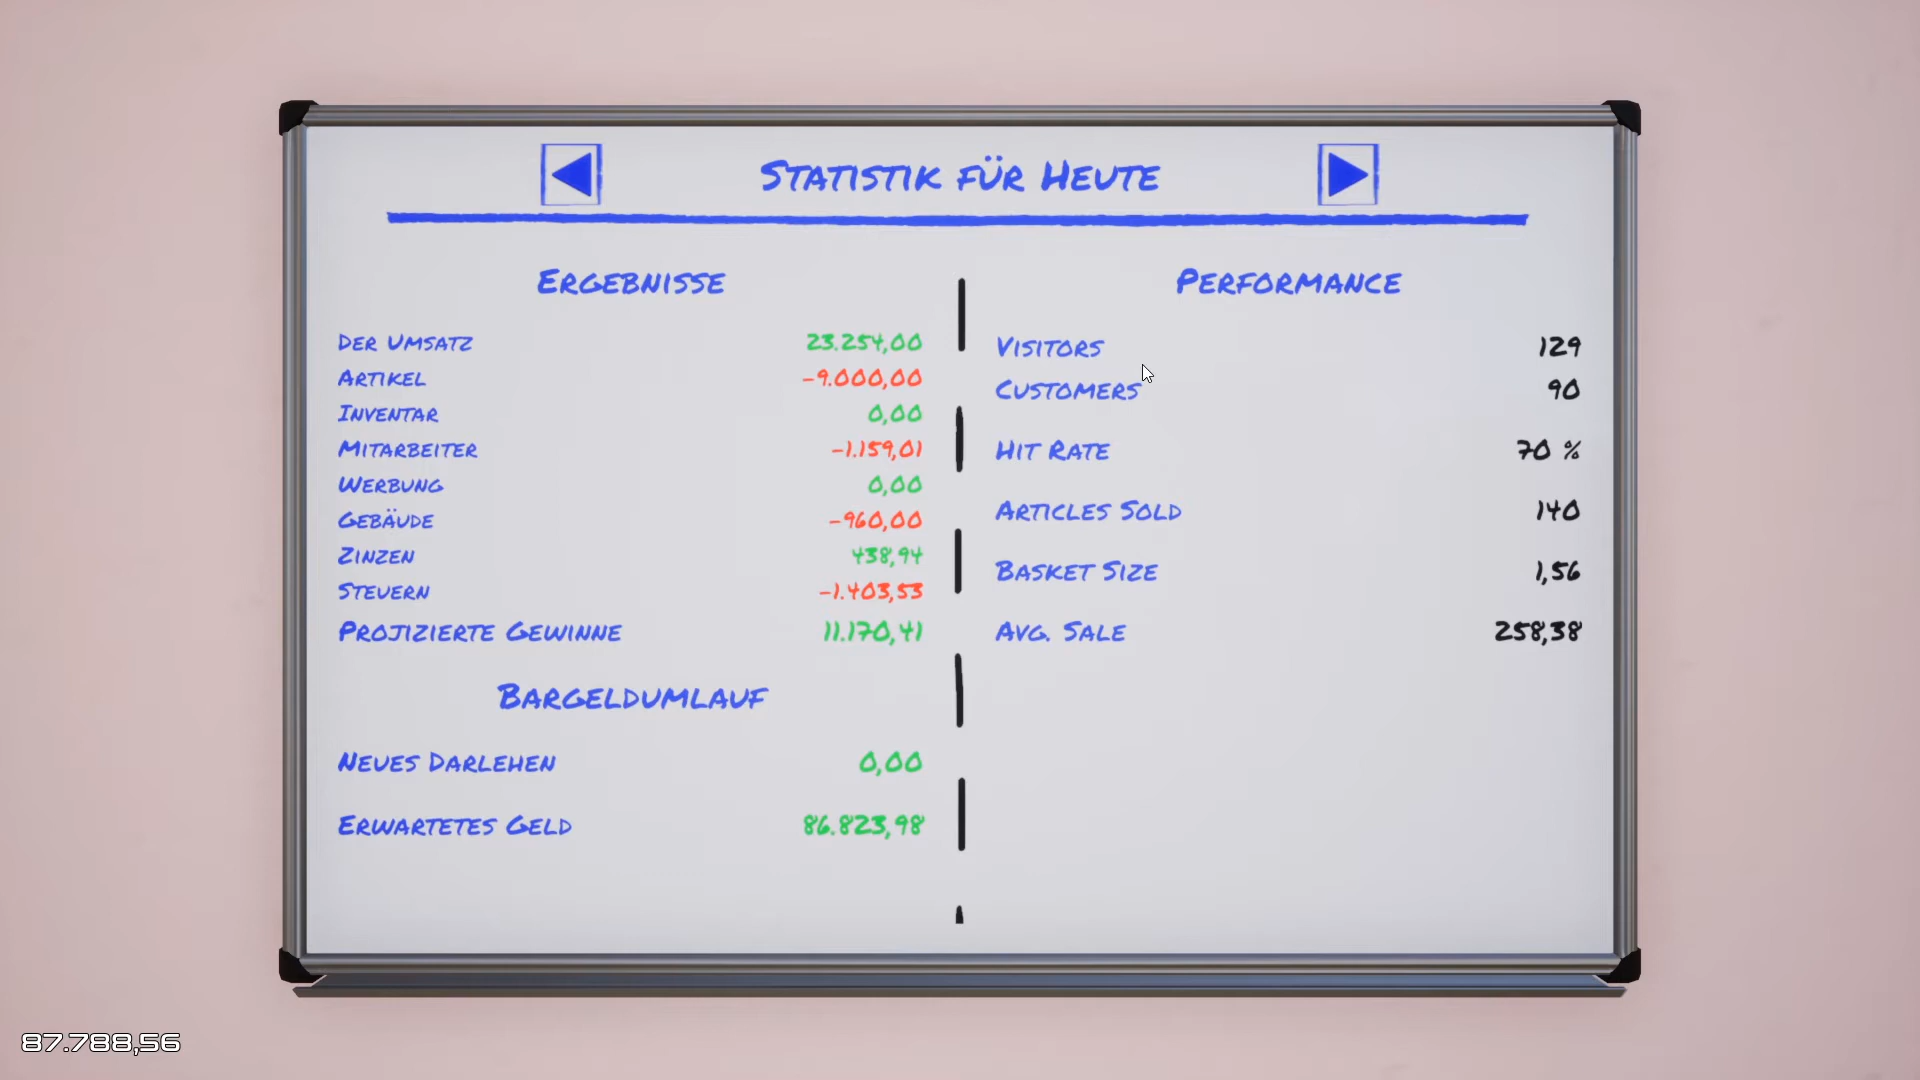 Statistik für Heute
Ergebnisse
Der Umsatz 23.254,00
Artikel -9.000,00
Inventar 0,00
Mitarbeiter -1.159,01
Werbung 0,00
Gebäude -960,00
Zinzen 438,94
Steuern -1.403,53
Projizierte Gewinne 11.170,41
Bargeldumlauf
Neues Darlehen 0,00
Erwartetes Geld 86.823,98
Performance
Visitors 129
Customers 90
Hit Rate 70 %
Articles Sold 140
Basket Size 1,56
Avg. Sale 258,38
87.788,56